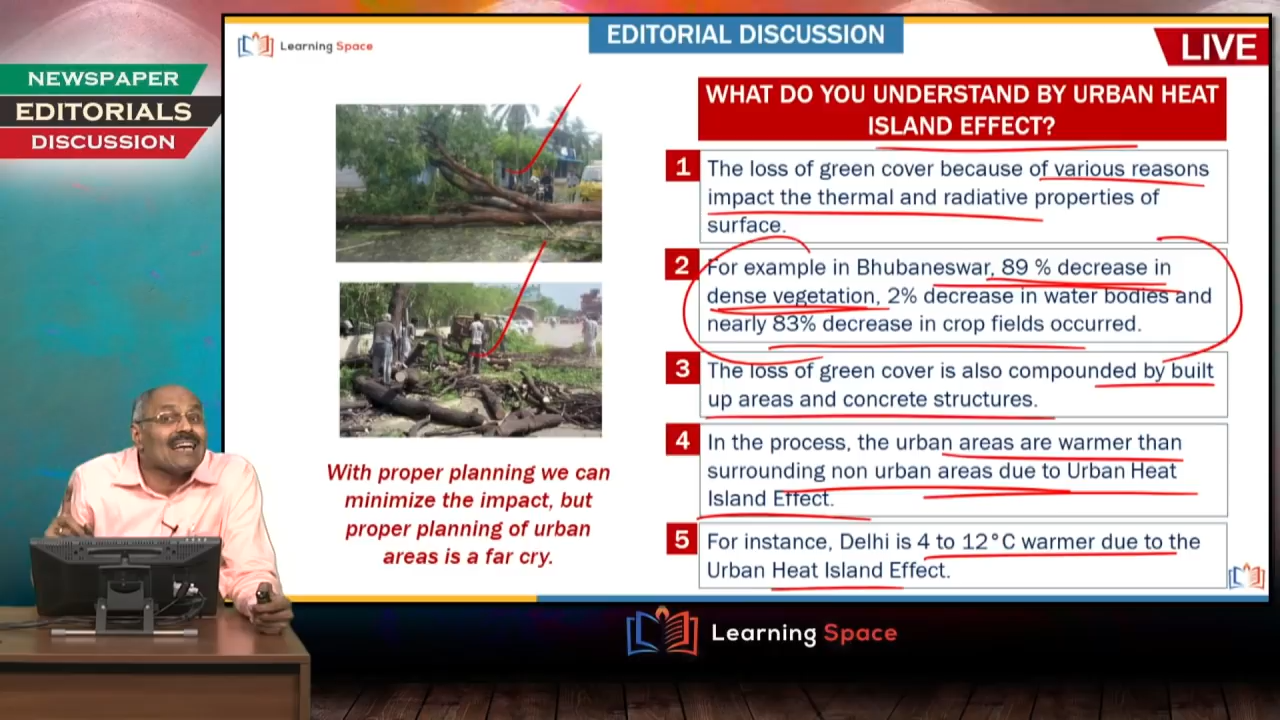 NEWSPAPER
EDITORIALS
DISCUSSION
Learning Space
EDITORIAL DISCUSSION
LIVE
WHAT DO YOU UNDERSTAND BY URBAN HEAT
ISLAND EFFECT?
1 The loss of green cover because of various reasons
impact the thermal and radiative properties of
surface.
2 For example in Bhubaneswar, 89 % decrease in
dense vegetation, 2% decrease in water bodies and
nearly 83% decrease in crop fields occurred.
3 The loss of green cover is also compounded by built
up areas and concrete structures.
4 In the process, the urban areas are warmer than
surrounding non urban areas due to Urban Heat
Island Effect.
5 For instance, Delhi is 4 to 12°C warmer due to the
Urban Heat Island Effect.
With proper planning we can
minimize the impact, but
proper planning of urban
areas is a far cry.
Learning Space